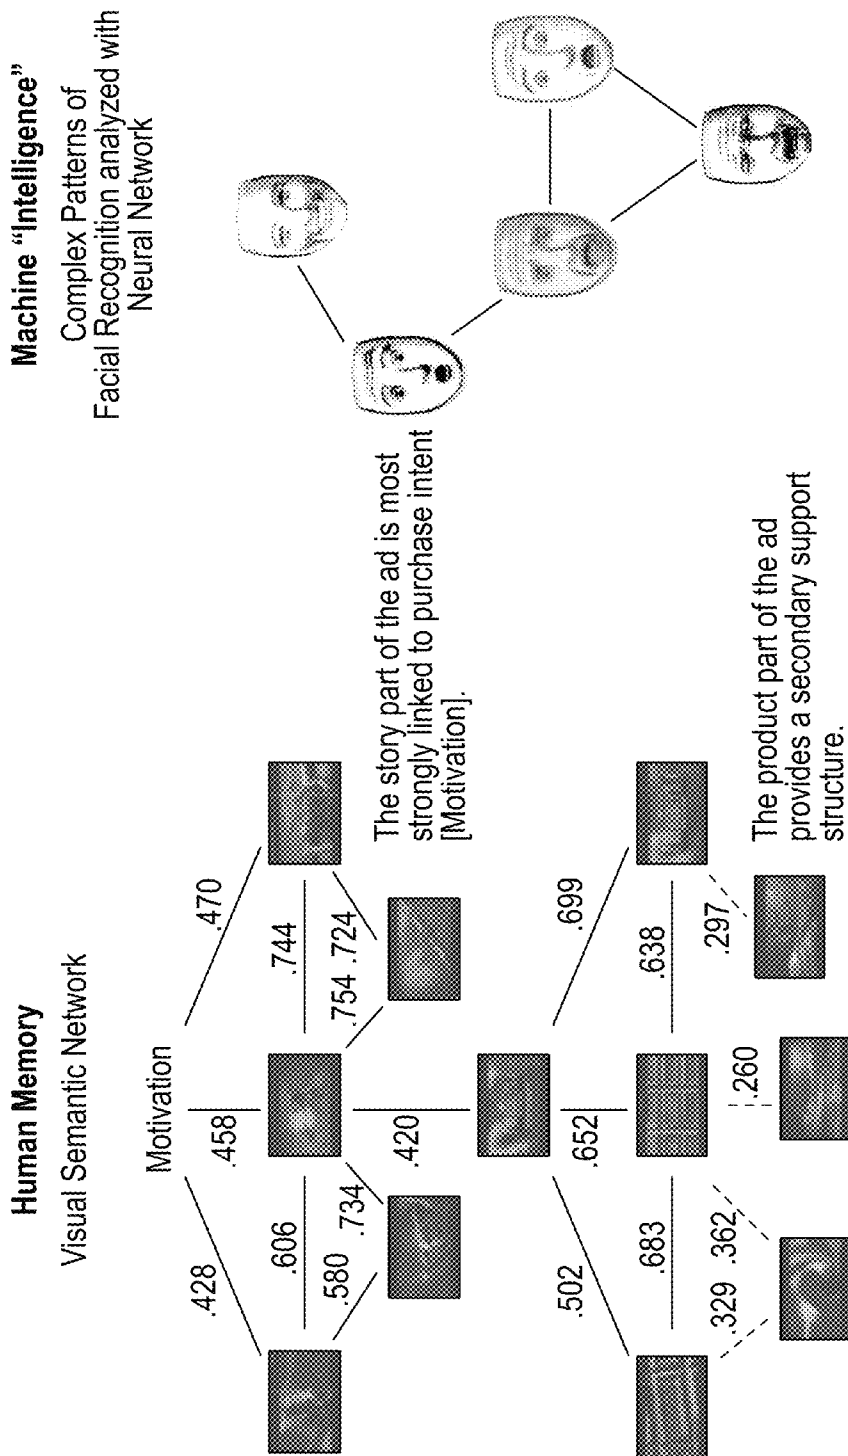 Human Memory
Visual Semantic Network
Motivation
.428
.458
.470
.606
.744
.580
.734
.754
.724
.420
The story part of the ad is most
strongly linked to purchase intent
[Motivation].
.502
.652
.699
.683
.638
.329
.362
.260
.297
The product part of the ad
provides a secondary support
structure.
Machine “Intelligence”
Complex Patterns of
Facial Recognition analyzed with
Neural Network